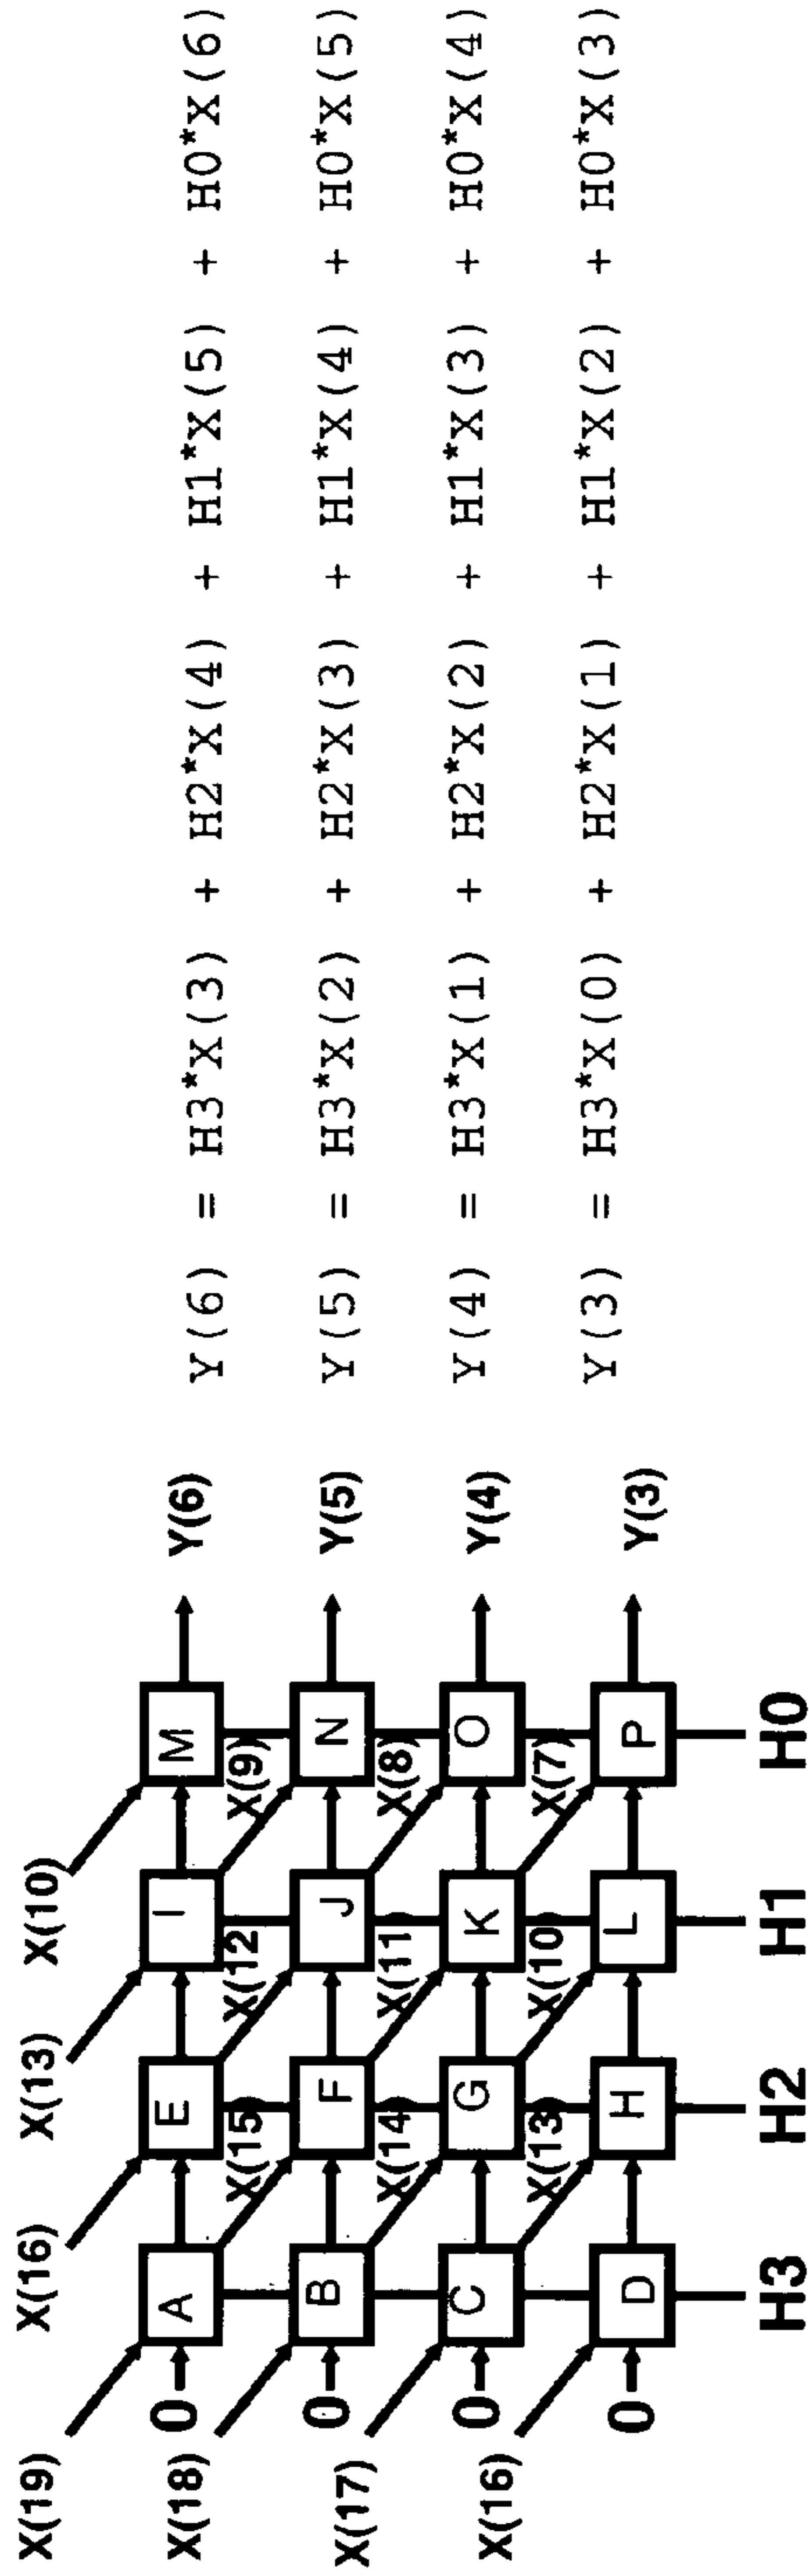 X(19) X(16) X(13) X(10)
X(18) 0 A E I M Y(6) Y(6) = H3*X(3) + H2*X(4) + H1*X(5) + H0*X(6)
X(15) X(12) X(9)
X(17) 0 B F J N Y(5) Y(5) = H3*X(2) + H2*X(3) + H1*X(4) + H0*X(5)
X(14) X(11) X(8)
X(16) 0 C G K O Y(4) Y(4) = H3*X(1) + H2*X(2) + H1*X(3) + H0*X(4)
X(13) X(10) X(7)
0 D H L P Y(3) Y(3) = H3*X(0) + H2*X(1) + H1*X(2) + H0*X(3)
H3 H2 H1 H0